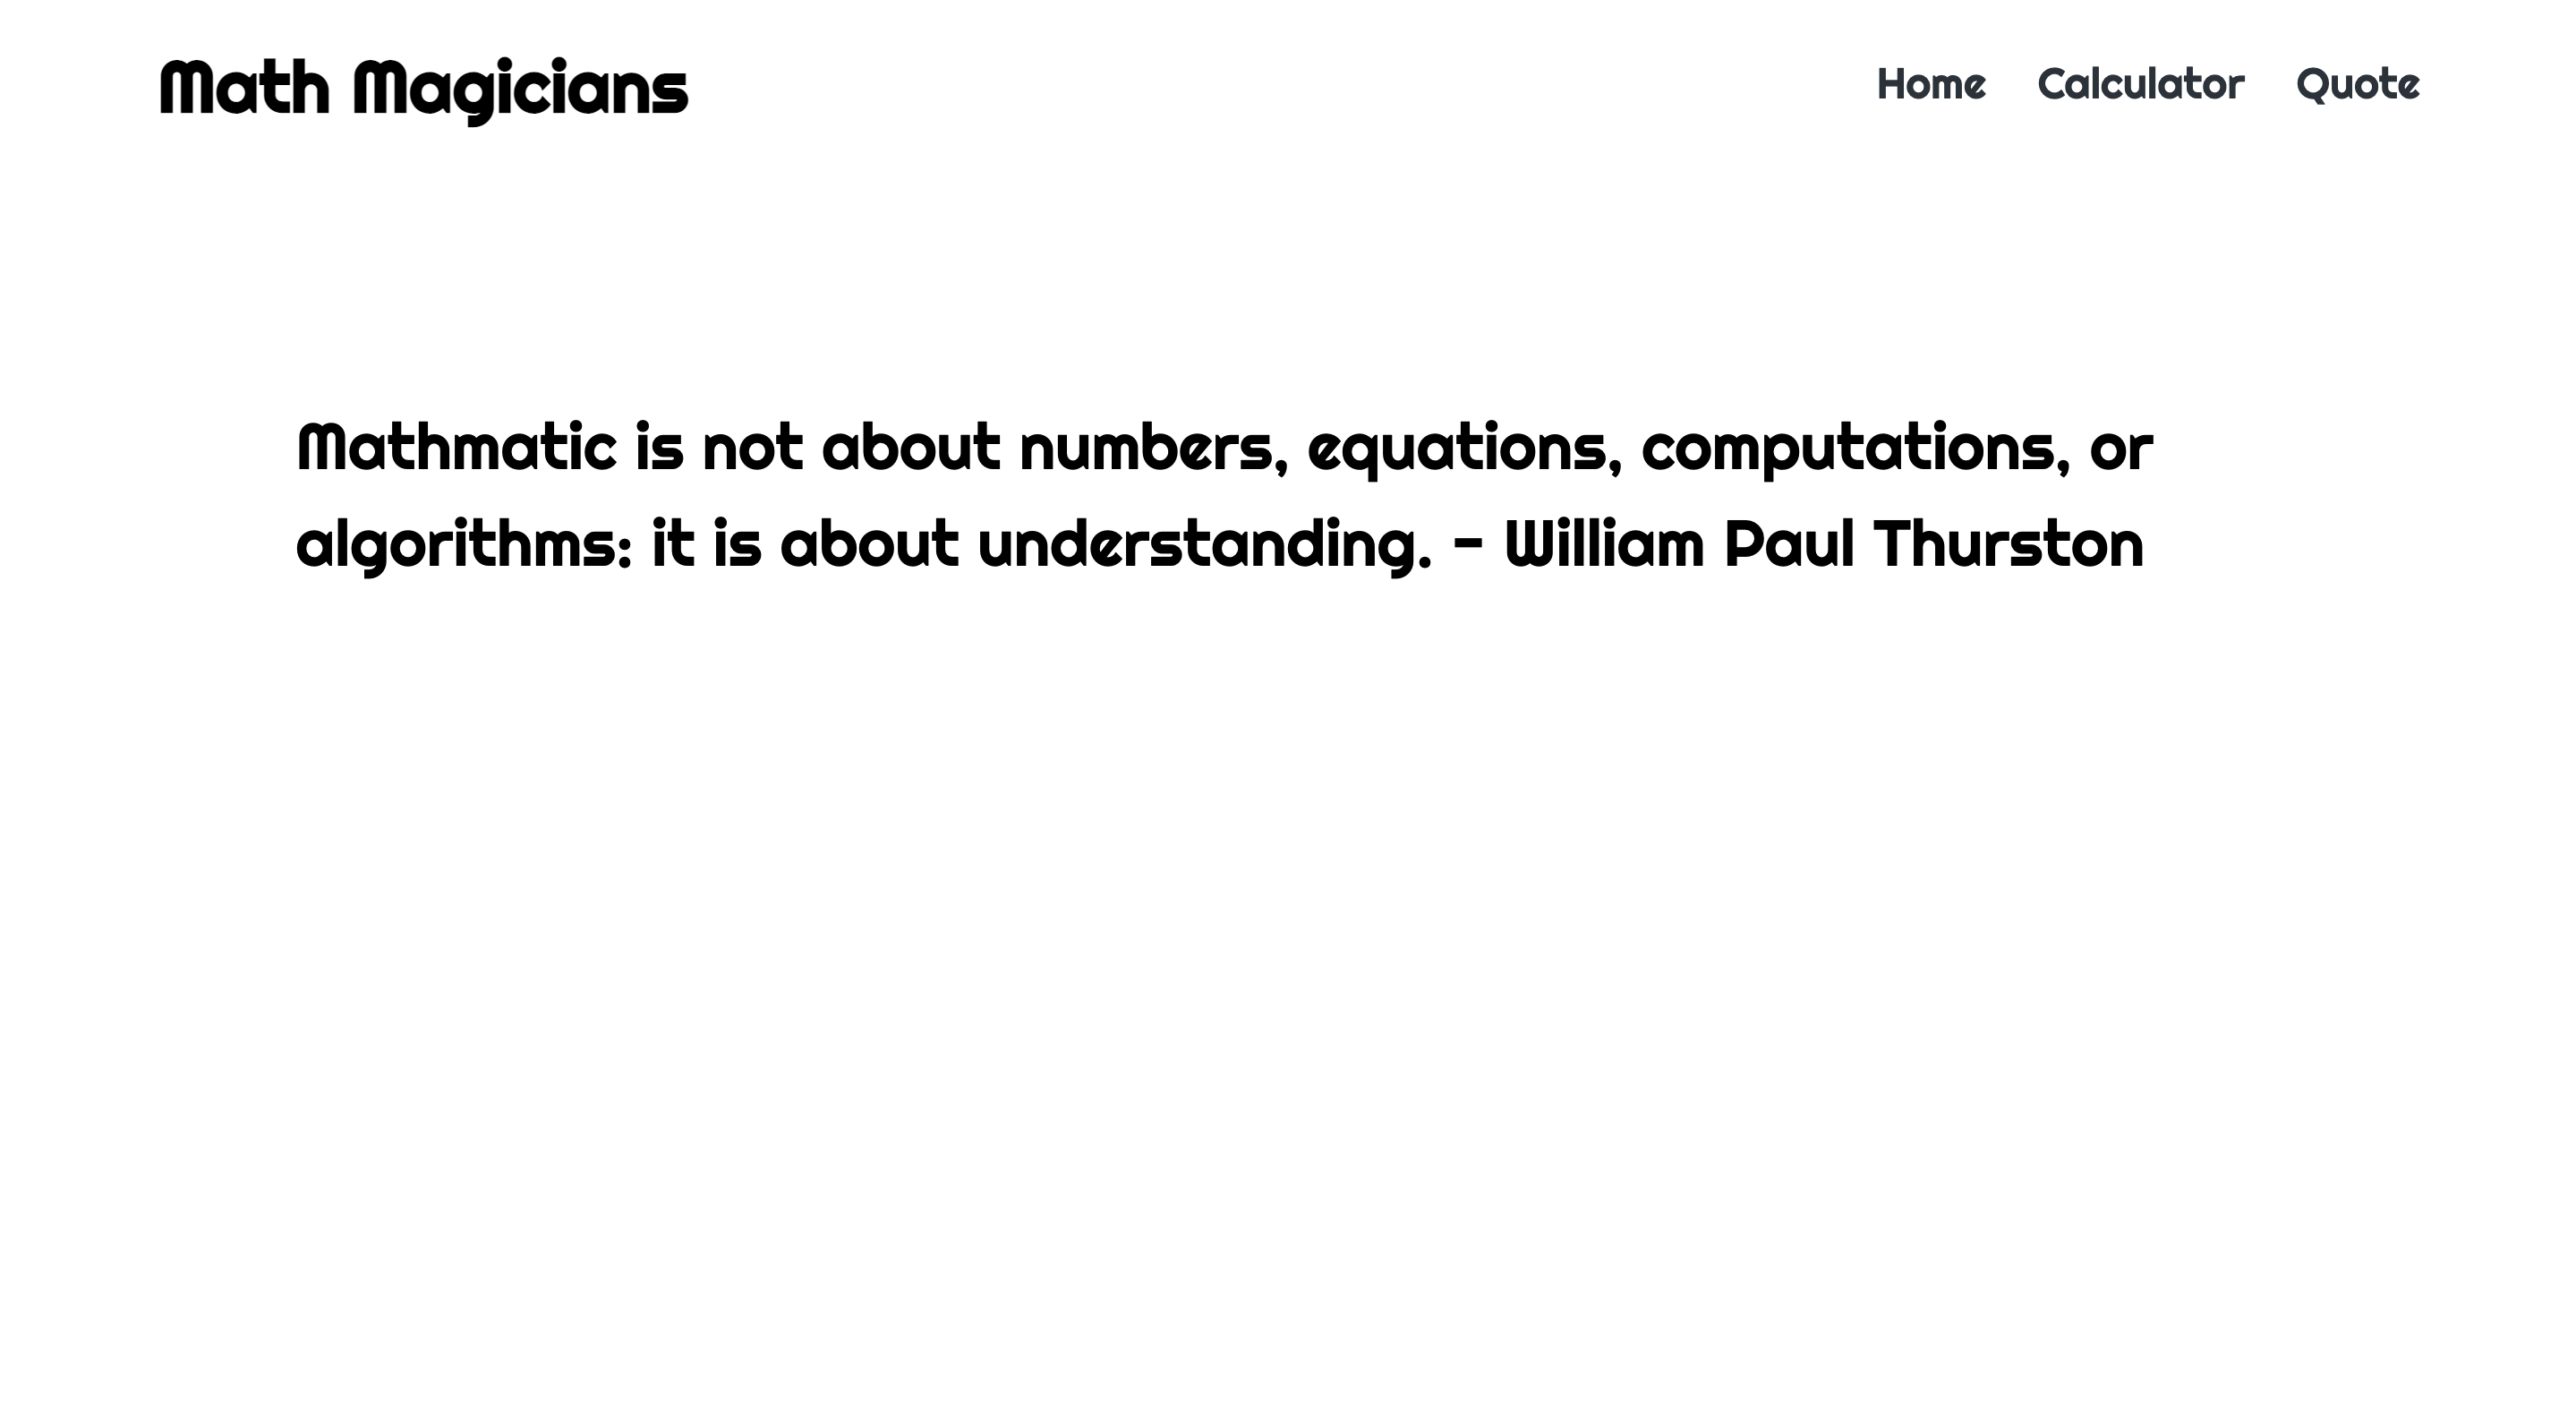 Math Magicians
Home Calculator Quote
Mathmatic is not about numbers, equations, computations, or
algorithms: it is about understanding. - William Paul Thurston